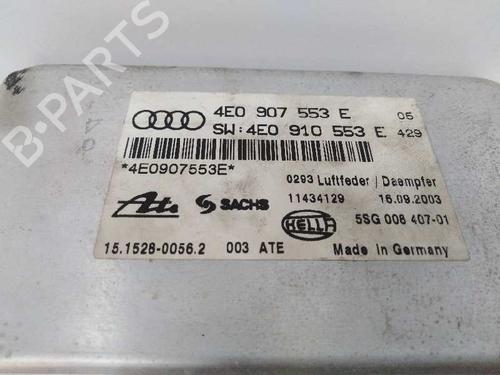 4E0 907 553 E 05
SW:4E0 910 553 E 429
*4E0907553E*
0293 Luftfeder / Daempfer
11434129 16.09.2003
Ate SACHS HELLA 5SG 008 407-01
15.1528-0056.2 003 ATE Made in Germany
B-PARTS